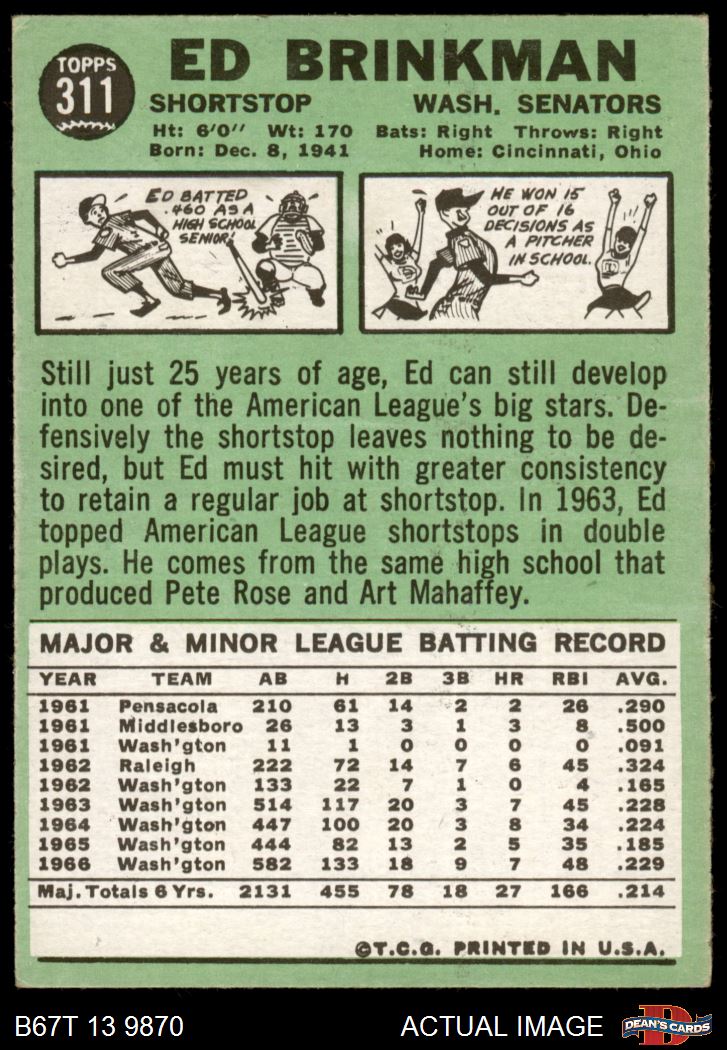 TOPPS
311
ED BRINKMAN
SHORTSTOP WASH. SENATORS
Ht: 6'0" Wt: 170 Bats: Right Throws: Right
Born: Dec. 8, 1941 Home: Cincinnati, Ohio
ED BATTED
.460 AS A
HIGH SCHOOL
SENIOR!
HE WON 15
OUT OF 16
DECISIONS AS
A PITCHER
IN SCHOOL.
Still just 25 years of age, Ed can still develop
into one of the American League's big stars. De-
fensively the shortstop leaves nothing to be de-
sired, but Ed must hit with greater consistency
to retain a regular job at shortstop. In 1963, Ed
topped American League shortstops in double
plays. He comes from the same high school that
produced Pete Rose and Art Mahaffey.
MAJOR & MINOR LEAGUE BATTING RECORD
YEAR TEAM AB H 2B 3B HR RBI AVG.
1961 Pensacola 210 61 14 2 2 26 .290
1961 Middlesboro 26 13 3 1 3 8 .500
1961 Wash'gton 11 1 0 0 0 0 .091
1962 Raleigh 222 72 14 7 6 45 .324
1962 Wash'gton 133 22 7 1 0 4 .165
1963 Wash'gton 514 117 20 3 7 45 .228
1964 Wash'gton 447 100 20 3 8 34 .224
1965 Wash'gton 444 82 13 2 5 35 .185
1966 Wash'gton 582 133 18 9 7 48 .229
Maj. Totals 6 Yrs. 2131 455 78 18 27 166 .214
©T.C.G. PRINTED IN U.S.A.
B67T 13 9870 ACTUAL IMAGE
D
DEAN'S CARDS